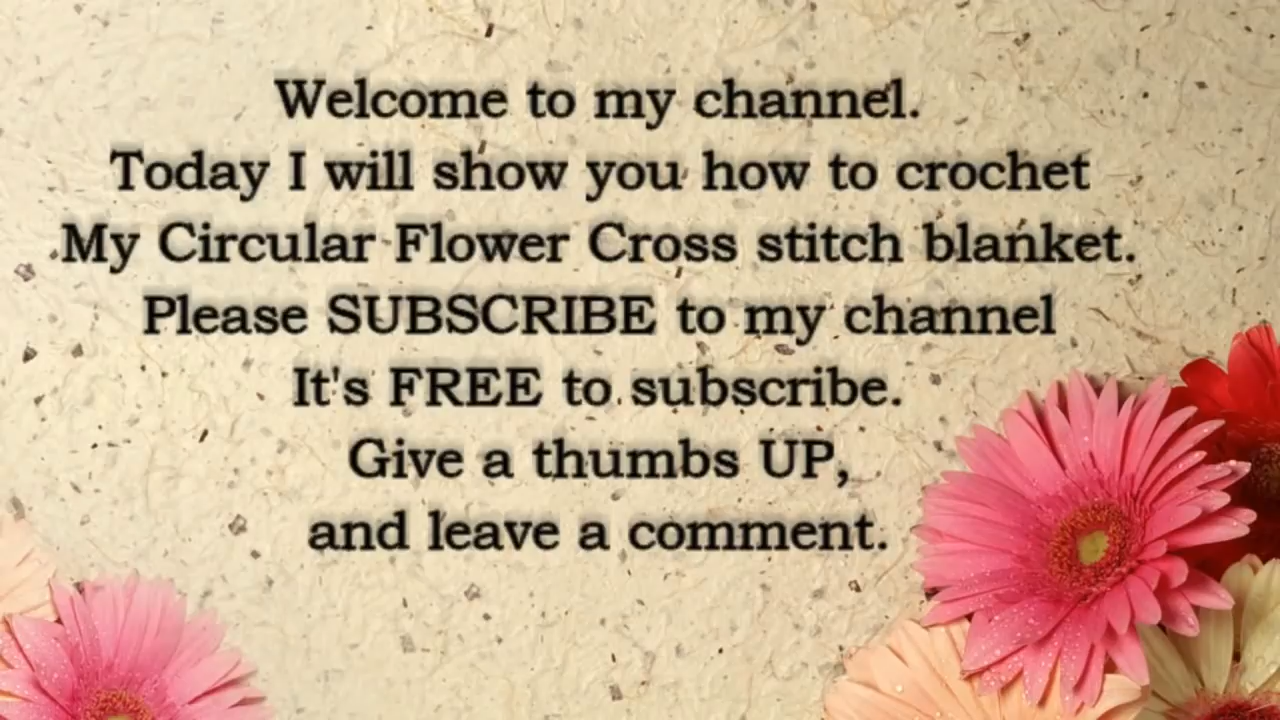 Welcome to my channel.
Today I will show you how to crochet
My Circular Flower Cross stitch blanket.
Please SUBSCRIBE to my channel
It's FREE to subscribe.
Give a thumbs UP,
and leave a comment.